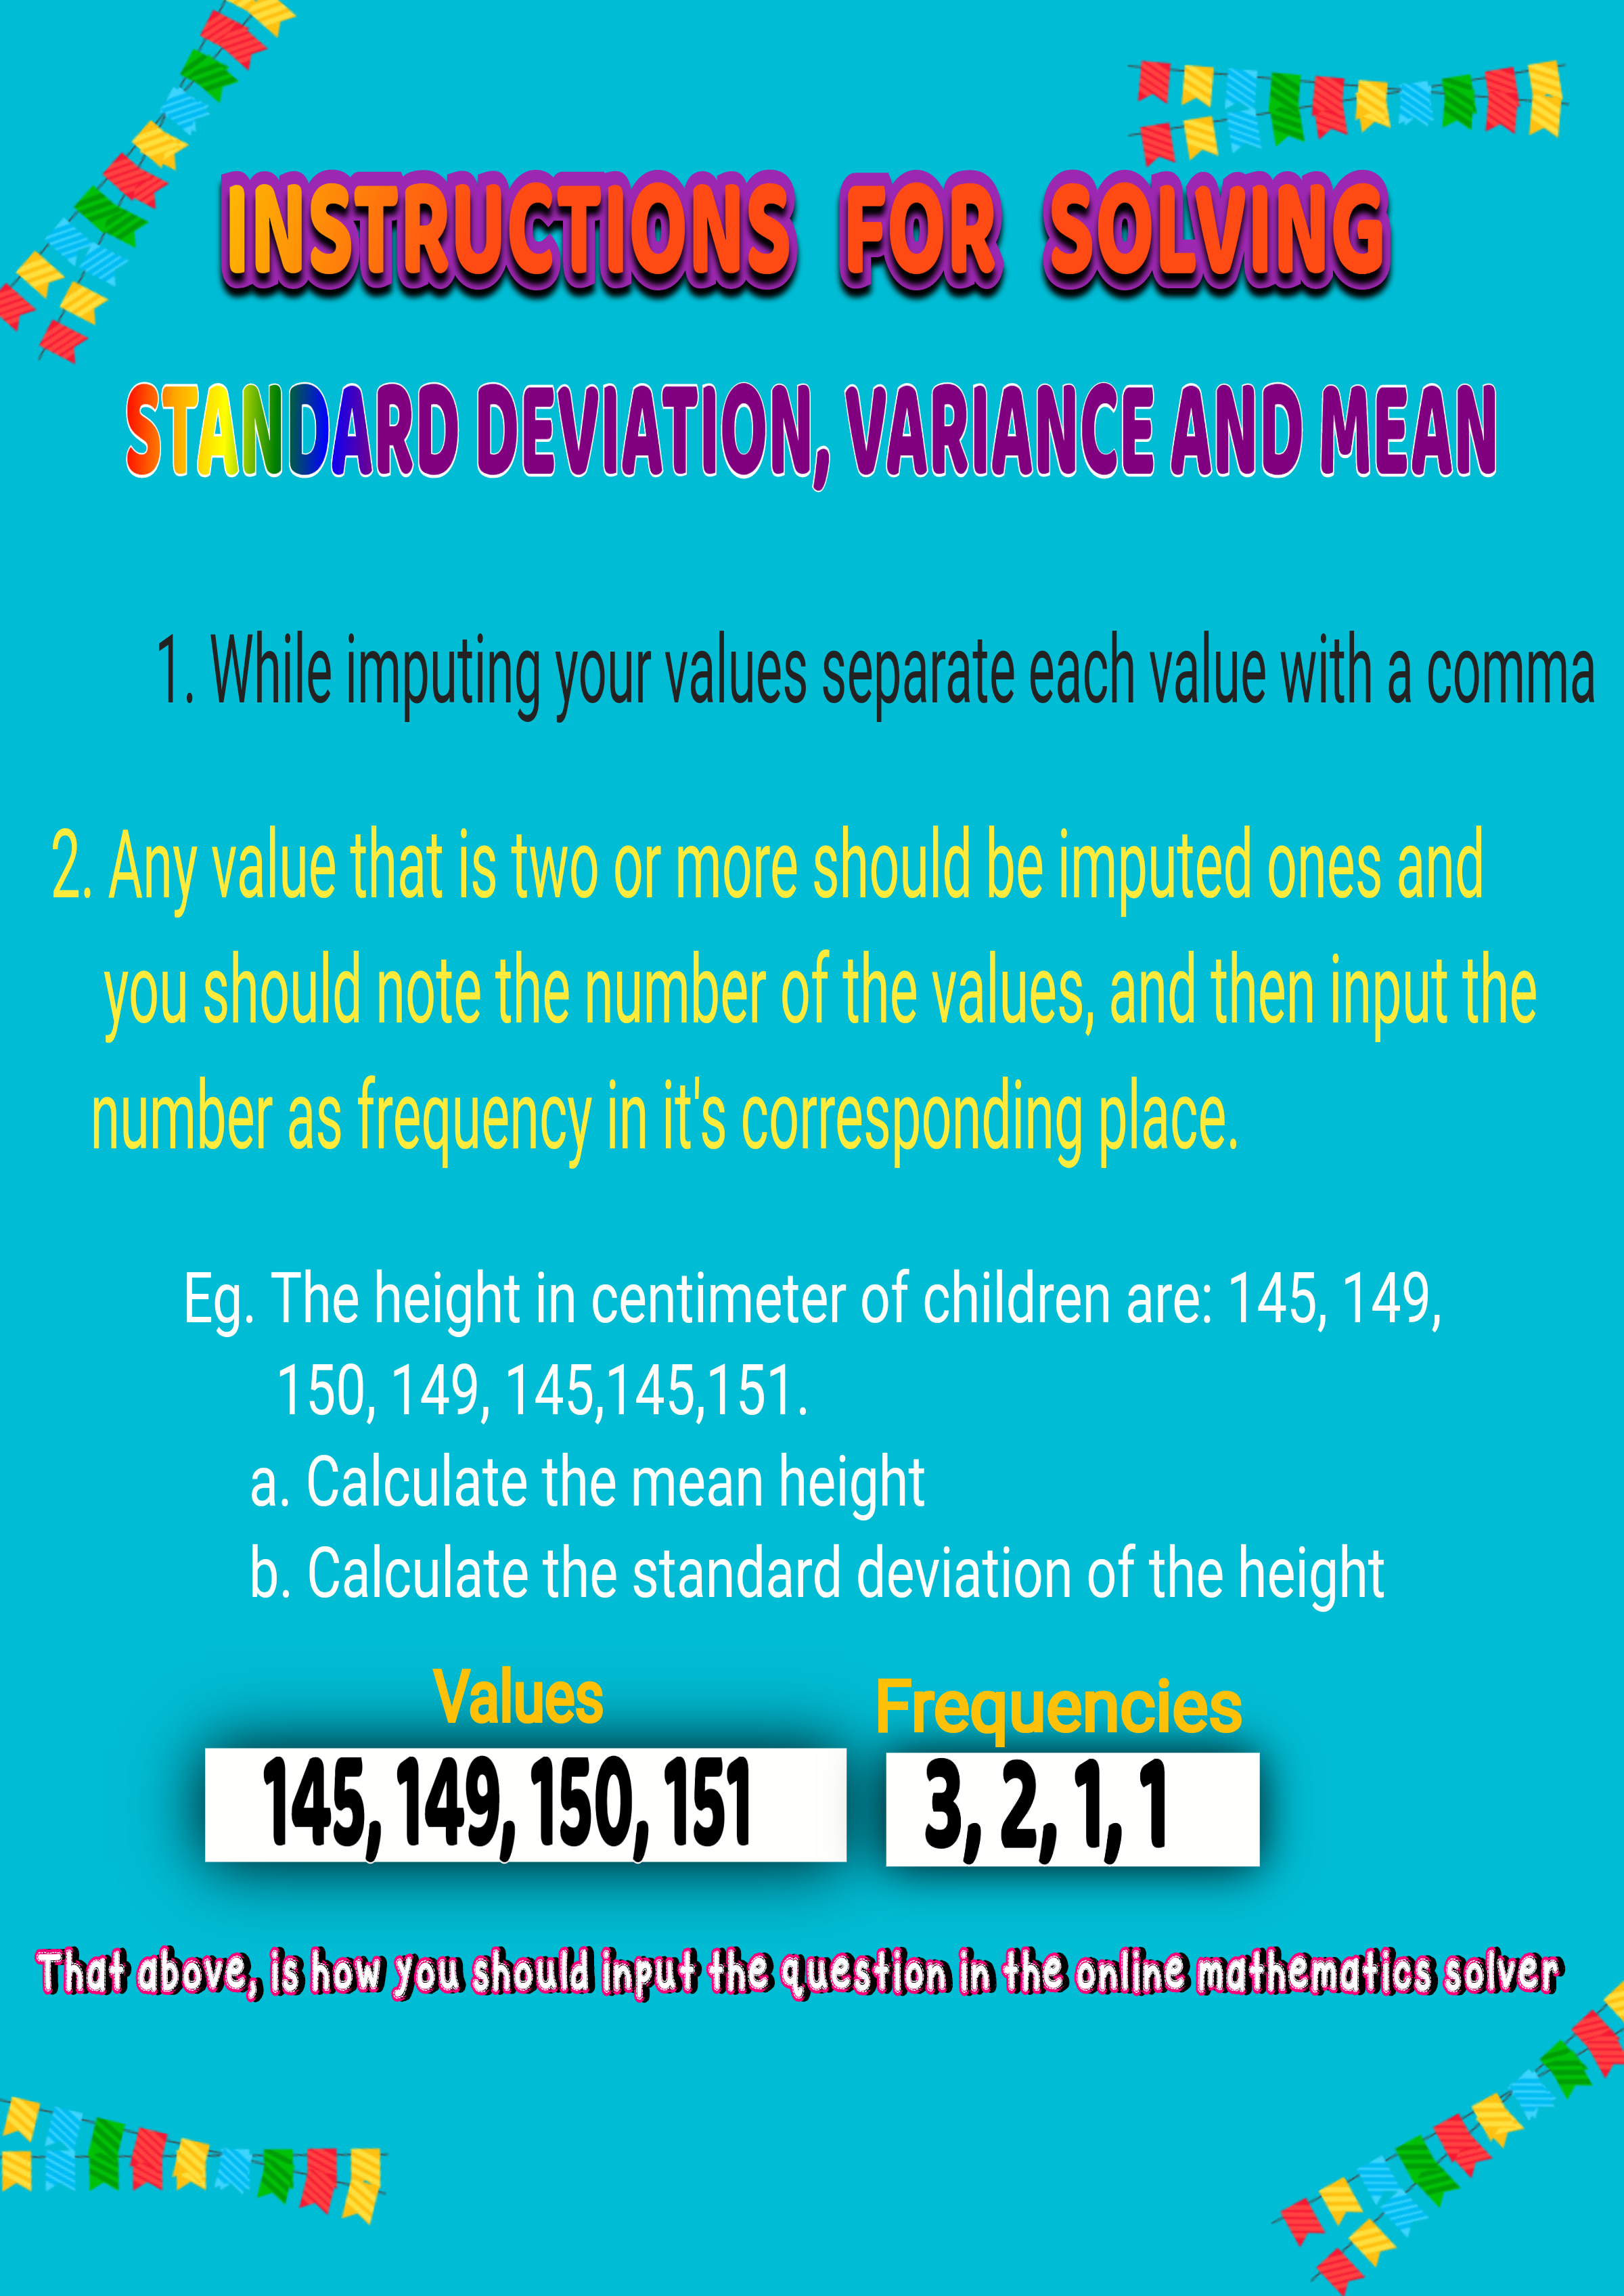 INSTRUCTIONS FOR SOLVING
STANDARD DEVIATION, VARIANCE AND MEAN
1. While imputing your values separate each value with a comma
2. Any value that is two or more should be imputed ones and
you should note the number of the values, and then input the
number as frequency in it's corresponding place.
Eg. The height in centimeter of children are: 145, 149,
150, 149, 145,145,151.
a. Calculate the mean height
b. Calculate the standard deviation of the height
Values Frequencies
145, 149, 150, 151 3, 2, 1, 1
That above, is how you should input the question in the online mathematics solver